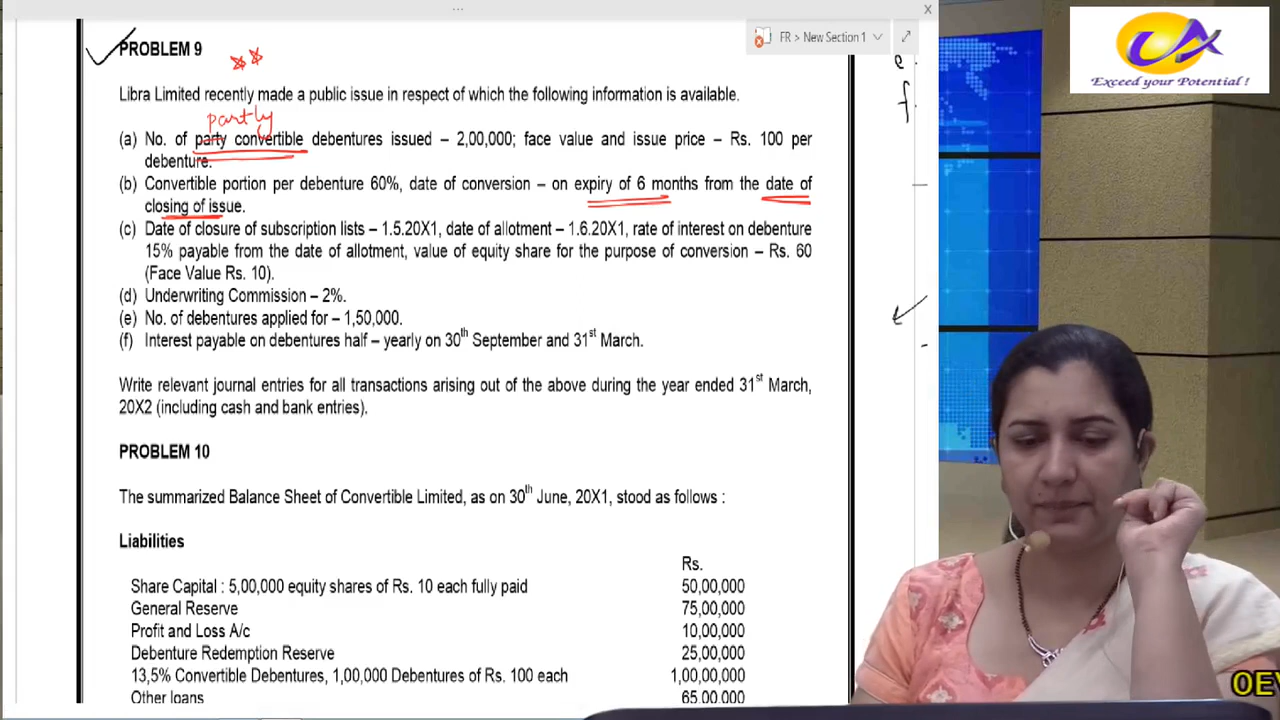 ...
x
FR > New Section 1
Exceed your Potential !
PROBLEM 9
e.
f.
Libra Limited recently made a public issue in respect of which the following information is available.
partly
(a) No. of party convertible debentures issued – 2,00,000; face value and issue price – Rs. 100 per
debenture.
(b) Convertible portion per debenture 60%, date of conversion – on expiry of 6 months from the date of
closing of issue.
(c) Date of closure of subscription lists – 1.5.20X1, date of allotment – 1.6.20X1, rate of interest on debenture
15% payable from the date of allotment, value of equity share for the purpose of conversion – Rs. 60
(Face Value Rs. 10).
(d) Underwriting Commission – 2%.
(e) No. of debentures applied for – 1,50,000.
(f) Interest payable on debentures half – yearly on 30th September and 31st March.
Write relevant journal entries for all transactions arising out of the above during the year ended 31st March,
20X2 (including cash and bank entries).
PROBLEM 10
The summarized Balance Sheet of Convertible Limited, as on 30th June, 20X1, stood as follows :
Liabilities
Rs.
Share Capital : 5,00,000 equity shares of Rs. 10 each fully paid 50,00,000
General Reserve 75,00,000
Profit and Loss A/c 10,00,000
Debenture Redemption Reserve 25,00,000
13,5% Convertible Debentures, 1,00,000 Debentures of Rs. 100 each 1,00,00,000
Other loans 65,00,000